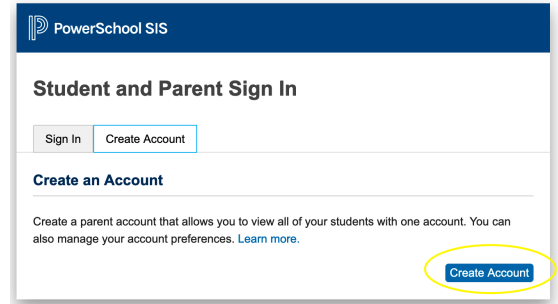 PowerSchool SIS
Student and Parent Sign In
Sign In
Create Account
Create an Account
Create a parent account that allows you to view all of your students with one account. You can
also manage your account preferences. Learn more.
Create Account